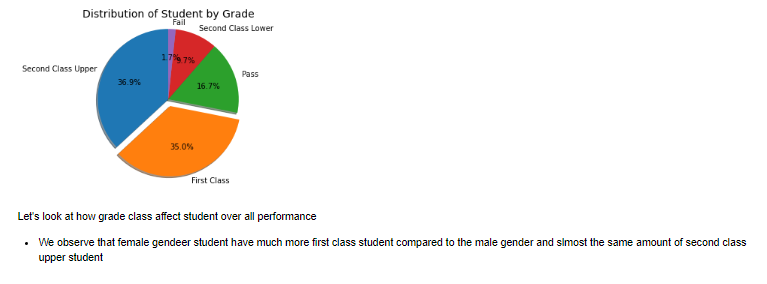 Distribution of Student by Grade
Fail
Second Class Lower
1.7%
9.7%
Second Class Upper
Pass
36.9%
16.7%
35.0%
First Class
Let's look at how grade class affect student over all performance
• We observe that female gendeer student have much more first class student compared to the male gender and slmost the same amount of second class
upper student